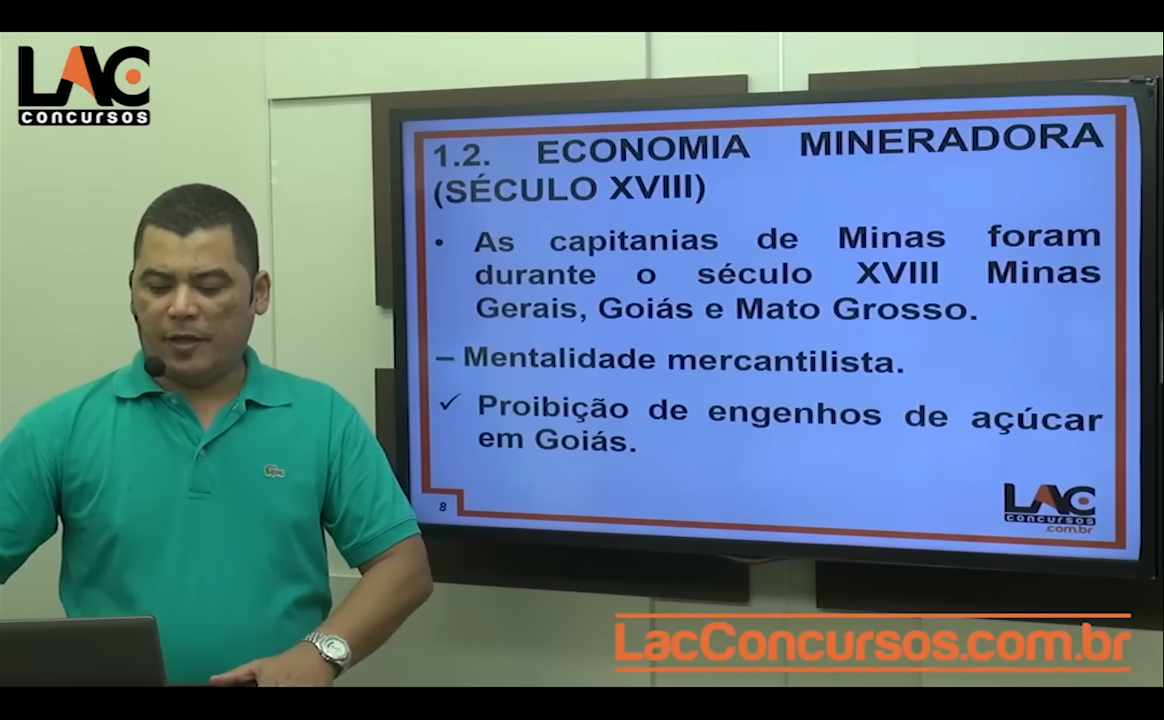 LAC
concursos
1.2. ECONOMIA MINERADORA
(SÉCULO XVIII)
• As capitanias de Minas foram
durante o século XVIII Minas
Gerais, Goiás e Mato Grosso.
– Mentalidade mercantilista.
✓ Proibição de engenhos de açúcar
em Goiás.
8
LAC
concursos
.com.br
LacConcursos.com.br